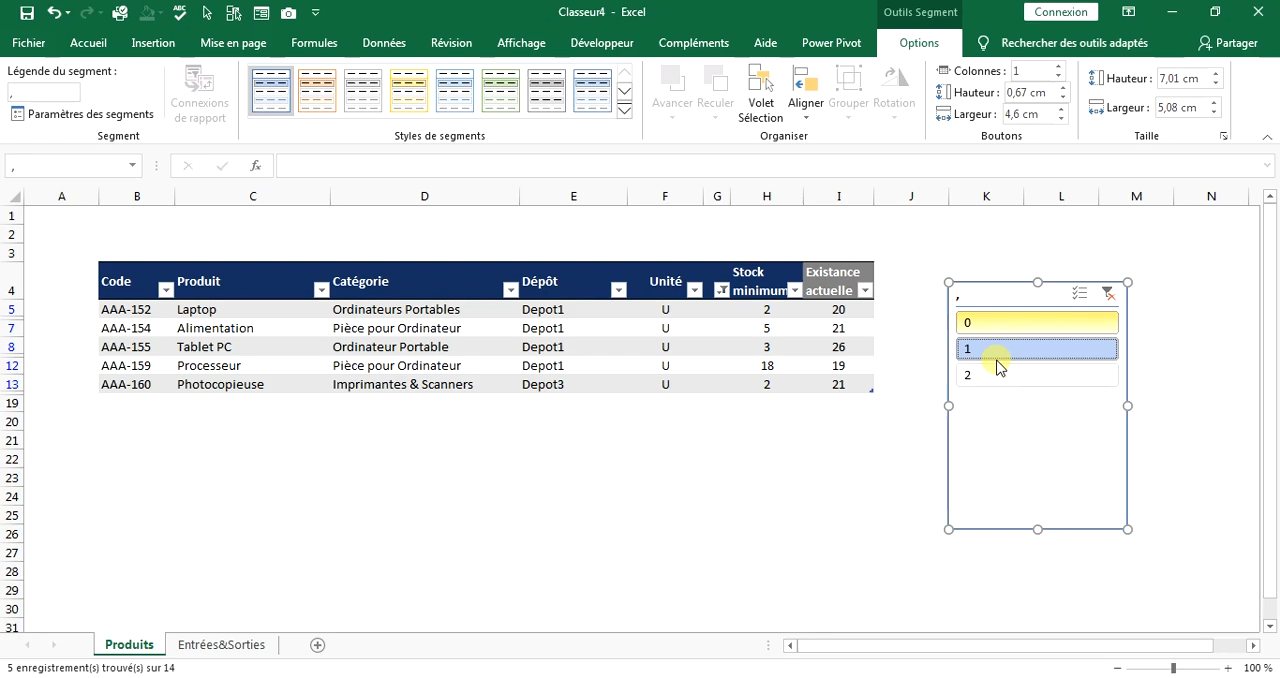 Classeur4 - Excel
Outils Segment
Connexion
Fichier Accueil Insertion Mise en page Formules Données Révision Affichage Développeur Compléments Aide Power Pivot Options Rechercher des outils adaptés Partager
Légende du segment :
,
Paramètres des segments
Connexions de rapport
Segment
Styles de segments
Avancer Reculer Volet Sélection Aligner Grouper Rotation
Organiser
Colonnes : 1
Hauteur : 0,67 cm
Largeur : 4,6 cm
Boutons
Hauteur : 7,01 cm
Largeur : 5,08 cm
Taille
, fx
A B C D E F G H I J K L M N
1
2
3
4 Code Produit Catégorie Dépôt Unité Stock minimum Existance actuelle
5 AAA-152 Laptop Ordinateurs Portables Depot1 U 2 20
7 AAA-154 Alimentation Pièce pour Ordinateur Depot1 U 5 21
8 AAA-155 Tablet PC Ordinateur Portable Depot1 U 3 26
12 AAA-159 Processeur Pièce pour Ordinateur Depot1 U 18 19
13 AAA-160 Photocopieuse Imprimantes & Scanners Depot3 U 2 21
19
20
21
22
23
24
25
26
27
28
29
30
31
,
0
1
2
Produits Entrées&Sorties
5 enregistrement(s) trouvé(s) sur 14
100 %